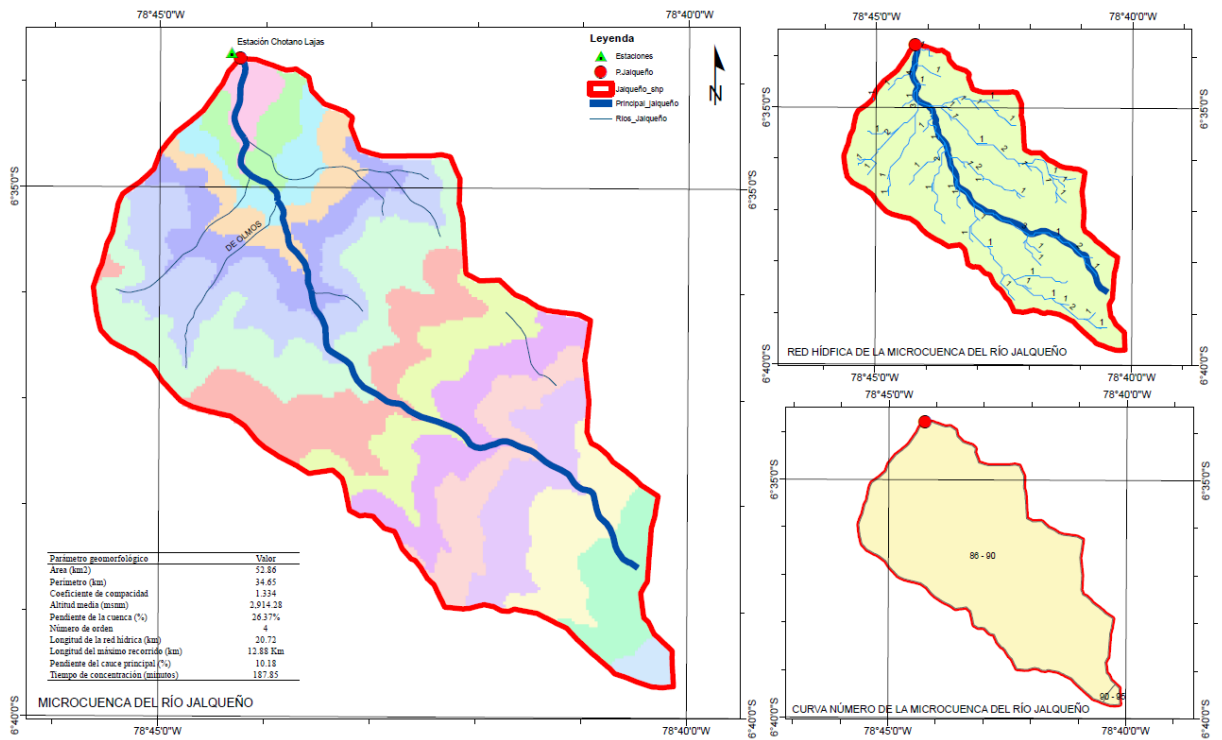 78°45'0"W
78°40'0"W
Estación Chotano Lajas
Leyenda
Estaciones
P.Jalqueño
Jalqueño_shp
Principal_jalqueño
Rios_Jalqueño
N
6°35'0"S
6°35'0"S
DE OLMOS
Parámetro geomorfológico Valor
Área (km2) 52.86
Perímetro (km) 34.65
Coeficiente de compacidad 1.334
Altitud media (msnm) 2,914.28
Pendiente de la cuenca (%) 26.37%
Número de orden 4
Longitud de la red hídrica (km) 20.72
Longitud del máximo recorrido (km) 12.88 Km
Pendiente del cauce principal (%) 10.18
Tiempo de concentración (minutos) 187.85
MICROCUENCA DEL RÍO JALQUEÑO
6°40'0"S
6°40'0"S
78°45'0"W
78°40'0"W
78°45'0"W
78°40'0"W
6°35'0"S
6°35'0"S
RED HÍDFICA DE LA MICROCUENCA DEL RÍO JALQUEÑO
6°40'0"S
6°40'0"S
78°45'0"W
78°40'0"W
78°45'0"W
78°40'0"W
6°35'0"S
6°35'0"S
86 - 90
90 - 95
CURVA NÚMERO DE LA MICROCUENCA DEL RÍO JALQUEÑO
6°40'0"S
6°40'0"S
78°45'0"W
78°40'0"W